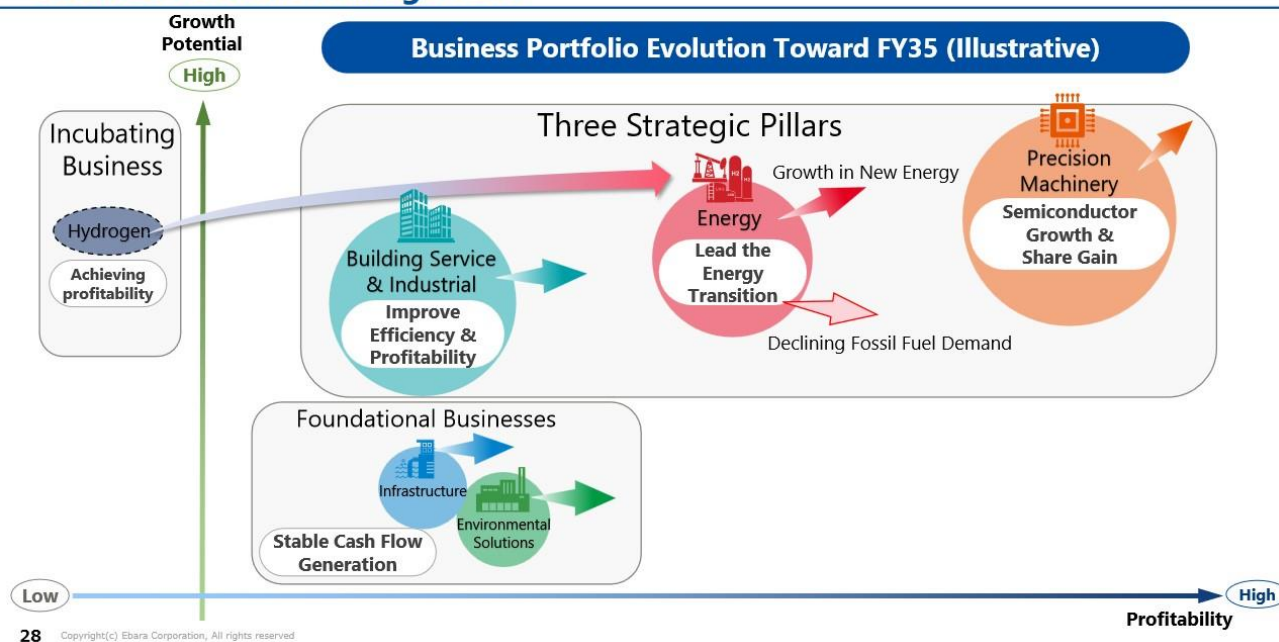 Growth
Potential
High
Business Portfolio Evolution Toward FY35 (Illustrative)
Incubating
Business
Hydrogen
Achieving
profitability
Three Strategic Pillars
Building Service
& Industrial
Improve
Efficiency &
Profitability
H2
H2
Energy
Lead the
Energy
Transition
Growth in New Energy
Declining Fossil Fuel Demand
Precision
Machinery
Semiconductor
Growth &
Share Gain
Foundational Businesses
Infrastructure
Environmental
Solutions
Stable Cash Flow
Generation
Low
High
Profitability
28 Copyright(c) Ebara Corporation, All rights reserved